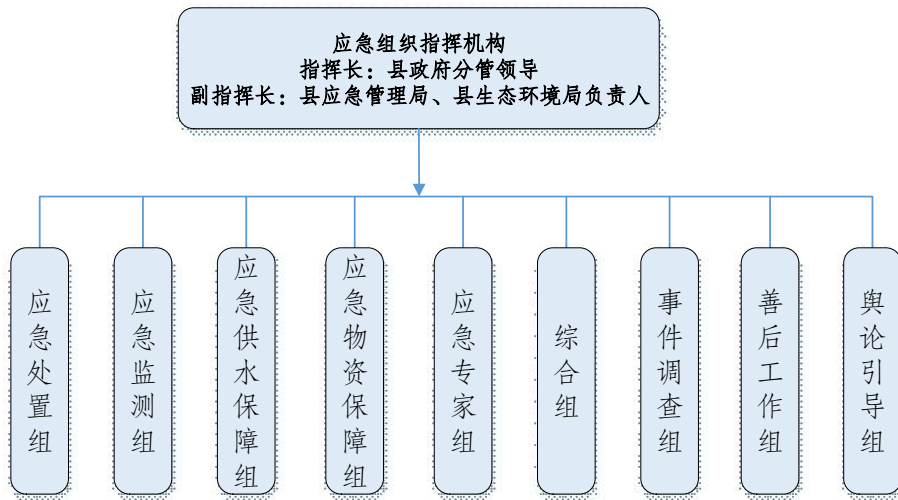 应急组织指挥机构
指挥长：县政府分管领导
副指挥长：县应急管理局、县生态环境局负责人
应急处置组
应急监测组
应急供水保障组
应急物资保障组
应急专家组
综合组
事件调查组
善后工作组
舆论引导组